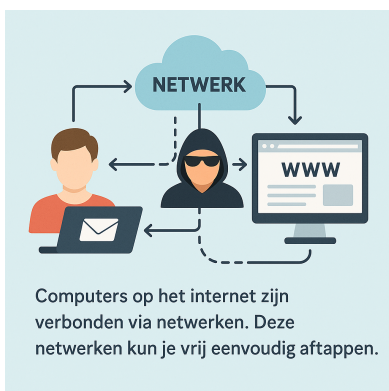 NETWERK
WWW
Computers op het internet zijn
verbonden via netwerken. Deze
netwerken kun je vrij eenvoudig aftappen.